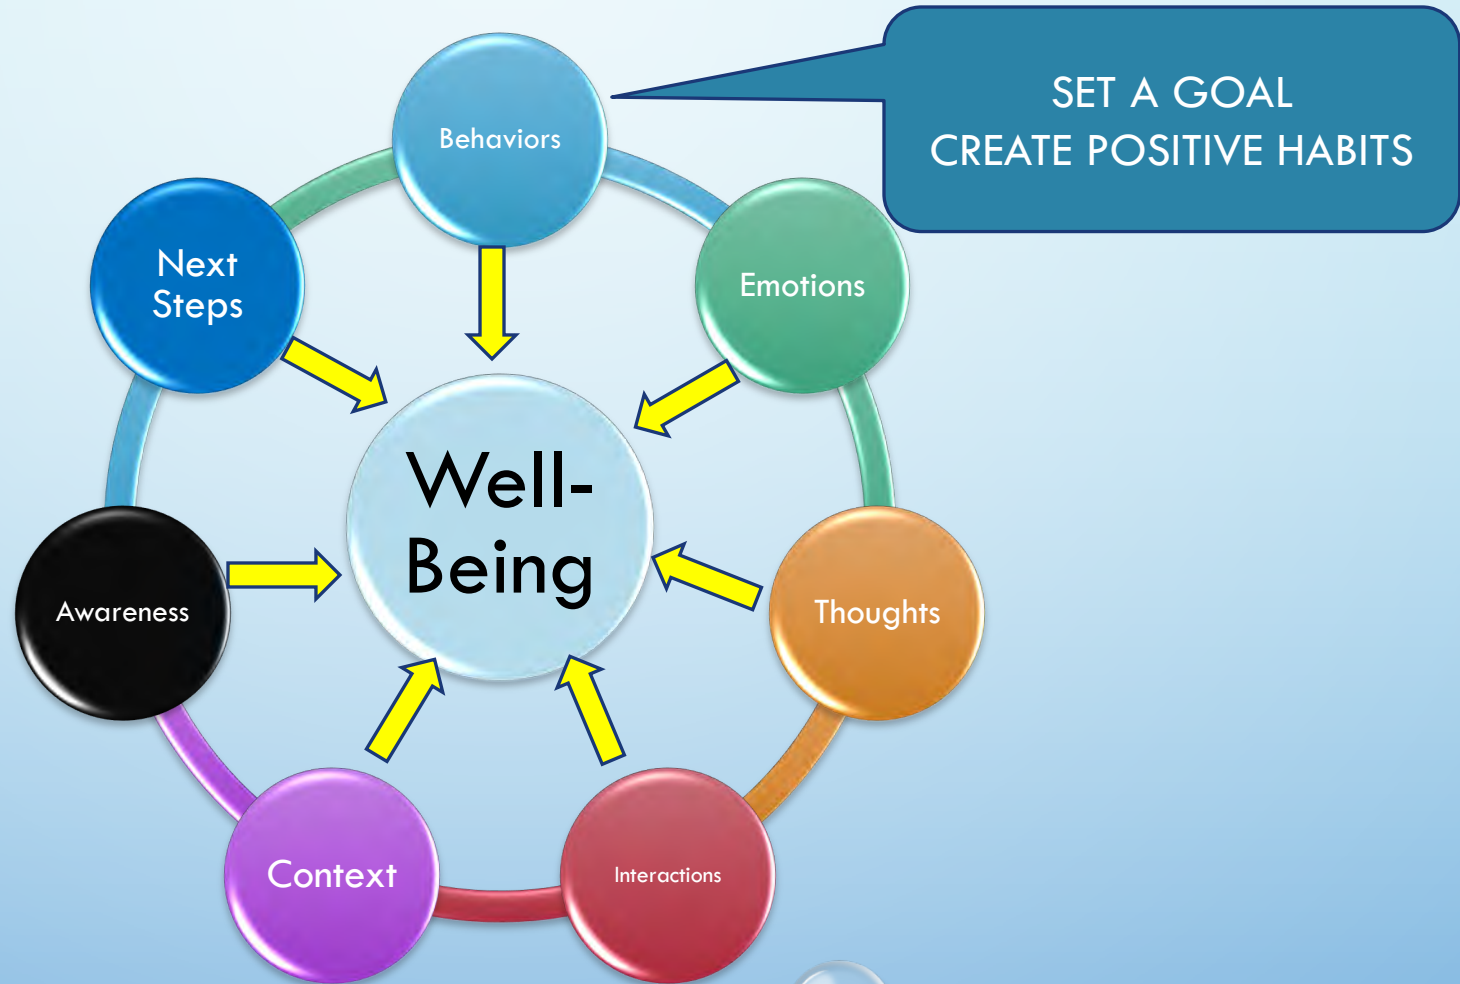 SET A GOAL
CREATE POSITIVE HABITS
Behaviors
Emotions
Thoughts
Interactions
Context
Awareness
Next
Steps
Well-
Being